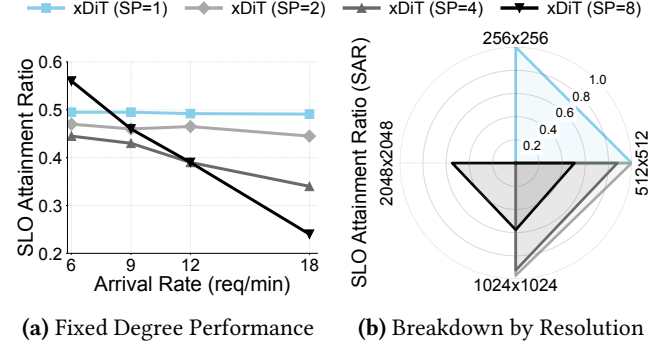 xDiT (SP=1) xDiT (SP=2) xDiT (SP=4) xDiT (SP=8)
SLO Attainment Ratio
0.6
0.5
0.4
0.3
0.2
6 9 12 18
Arrival Rate (req/min)
(a) Fixed Degree Performance
SLO Attainment Ratio (SAR)
256x256
1.0
0.8
0.6
0.4
0.2
2048x2048
512x512
1024x1024
(b) Breakdown by Resolution